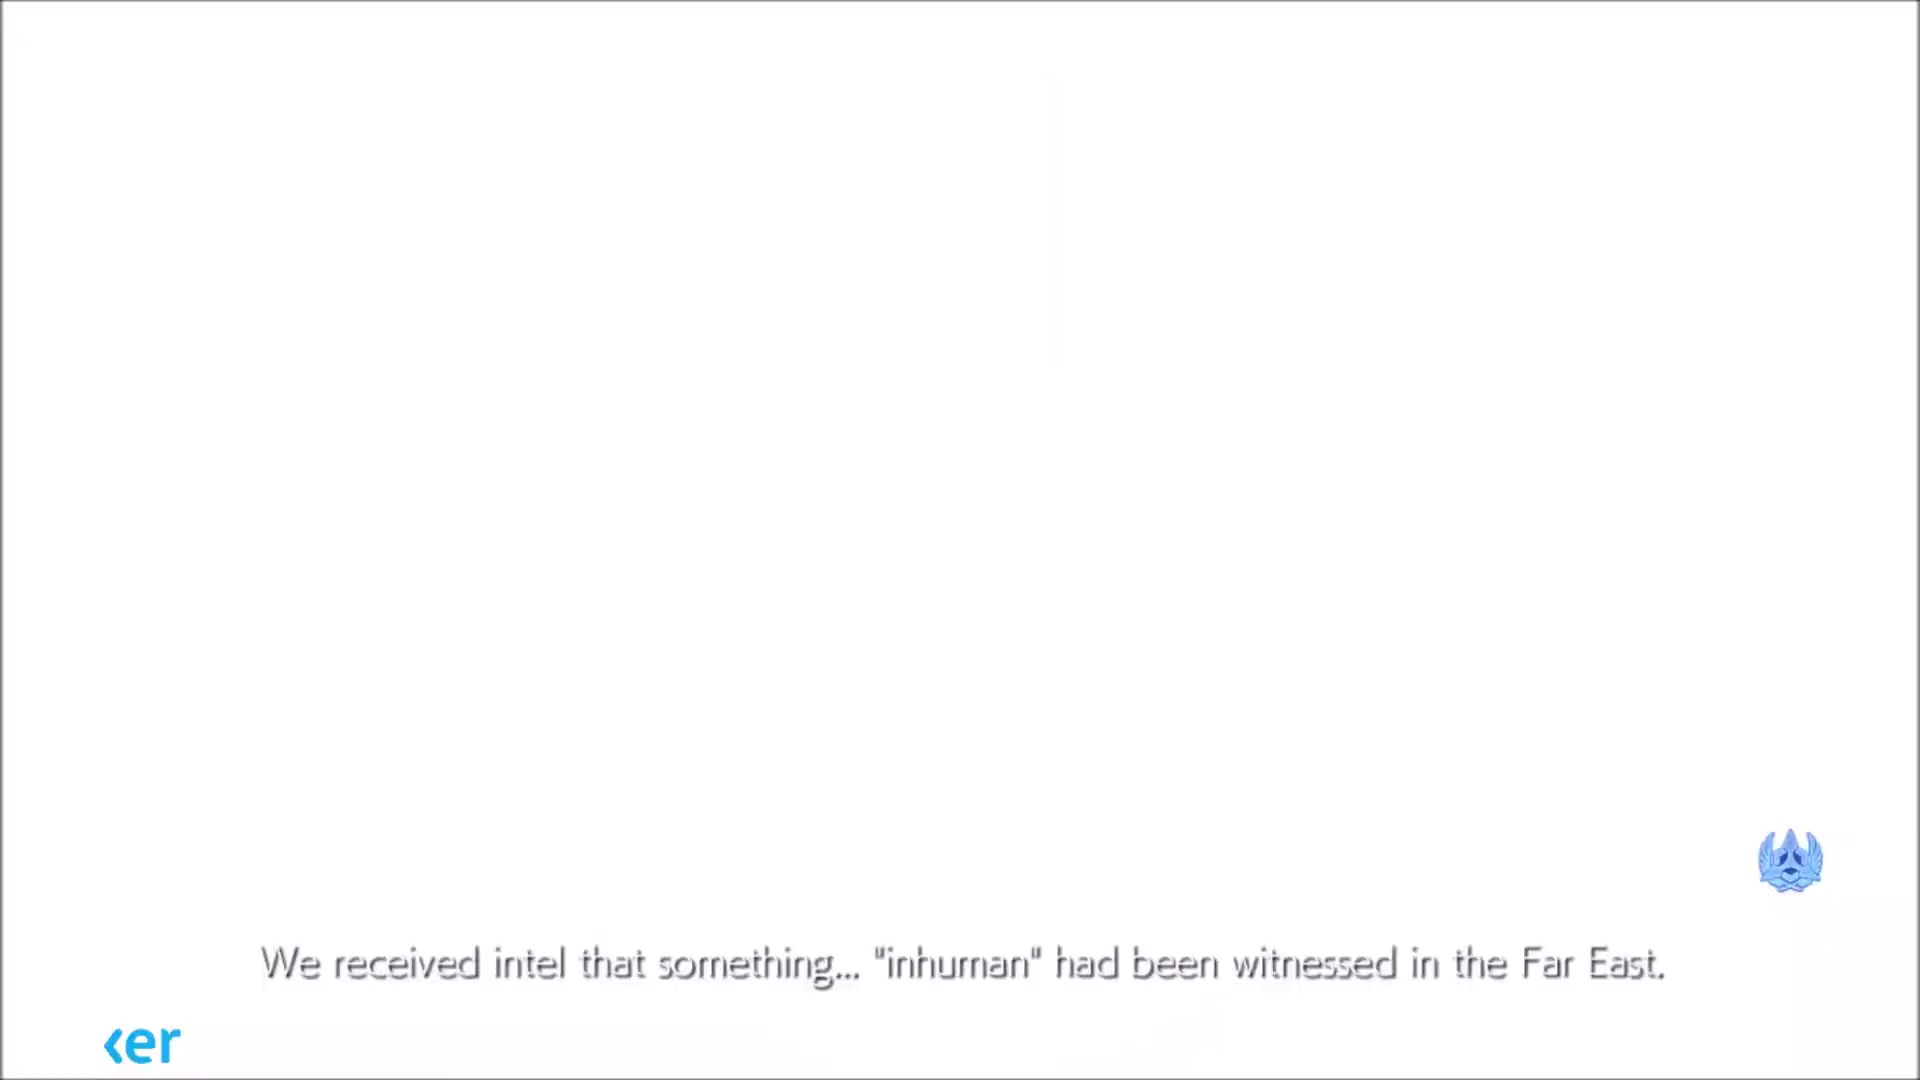 We received intel that something... "inhuman" had been witnessed in the Far East.
‹er